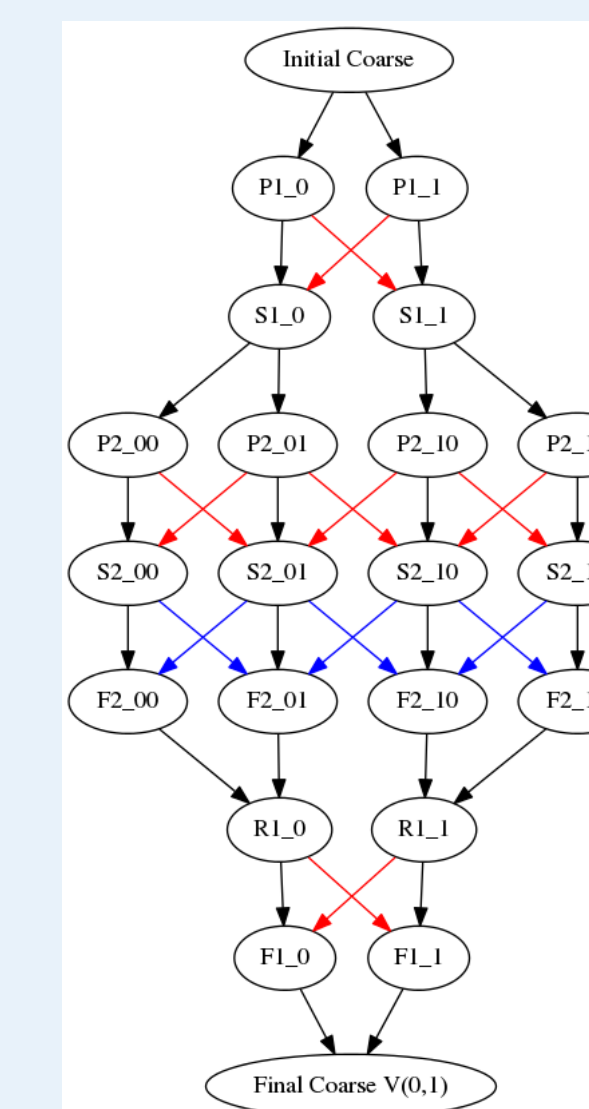 Initial Coarse
P1_0
P1_1
S1_0
S1_1
P2_00
P2_01
P2_10
S2_00
S2_01
S2_10
F2_00
F2_01
F2_10
R1_0
R1_1
F1_0
F1_1
Final Coarse V(0,1)